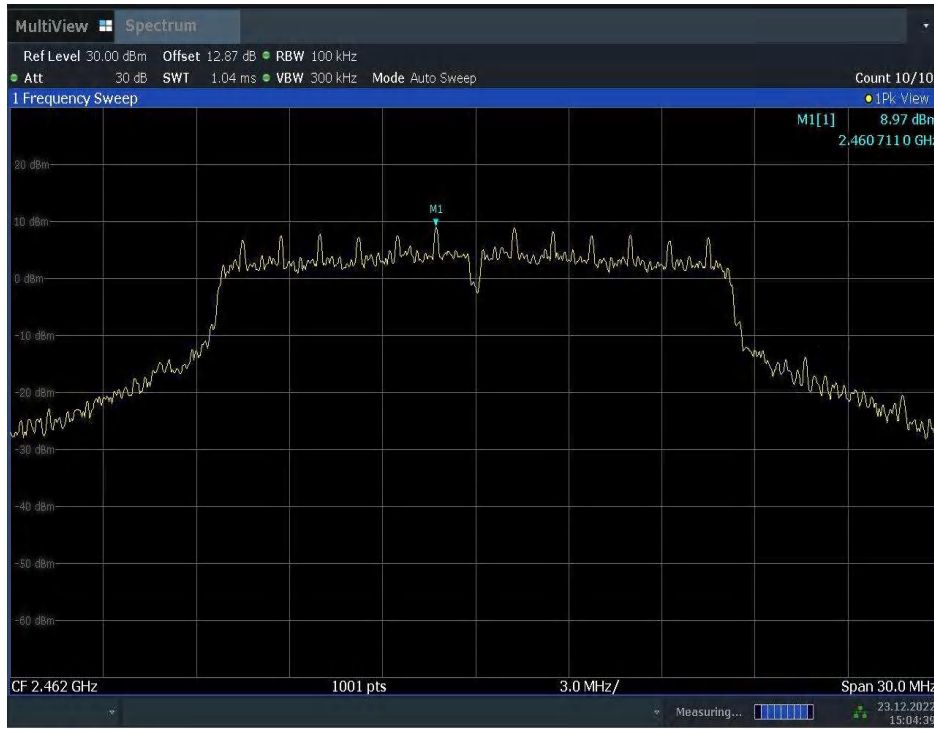 MultiView Spectrum
Ref Level 30.00 dBm Offset 12.87 dB RBW 100 kHz
Att 30 dB SWT 1.04 ms VBW 300 kHz Mode Auto Sweep Count 10/10
1 Frequency Sweep 1Pk View
M1[1] 8.97 dBm
2.460 711 0 GHz
20 dBm
M1
10 dBm
0 dBm
-10 dBm
-20 dBm
-30 dBm
-40 dBm
-50 dBm
-60 dBm
CF 2.462 GHz 1001 pts 3.0 MHz/ Span 30.0 MHz
Measuring... 23.12.2022
15:04:39